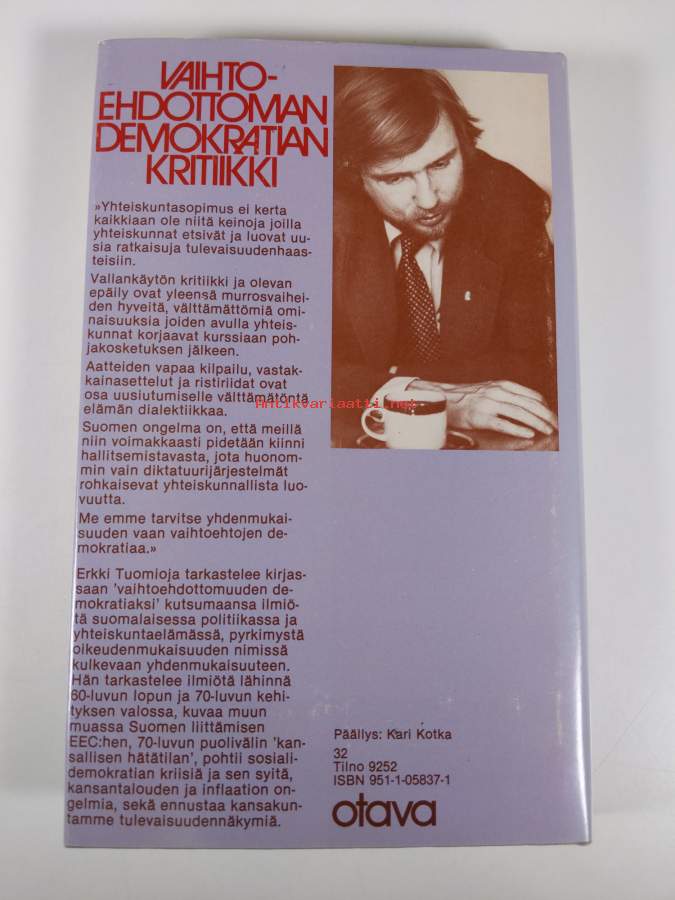 VAIHTO-
EHDOTTOMAN
DEMOKRATIAN
KRITIIKKI
»Yhteiskuntasopimus ei kerta
kaikkiaan ole niitä keinoja joilla
yhteiskunnat etsivät ja luovat uu-
sia ratkaisuja tulevaisuudenhaas-
teisiin.
Vallankäytön kritiikki ja olevan
epäily ovat yleensä murrosvaihei-
den hyveitä, välttämättömiä omi-
naisuuksia joiden avulla yhteis-
kunnat korjaavat kurssiaan poh-
jakosketuksen jälkeen.
Aatteiden vapaa kilpailu, vastak-
kainasettelut ja ristiriidat ovat
osa uusiutumiselle välttämätöntä
elämän dialektiikkaa.
Suomen ongelma on, että meillä
niin voimakkaasti pidetään kiinni
hallitsemistavasta, jota huonom-
min vain diktatuurijärjestelmät
rohkaisevat yhteiskunnallista luo-
vuutta.
Me emme tarvitse yhdenmukai-
suuden vaan vaihtoehtojen de-
mokratiaa.»
Erkki Tuomioja tarkastelee kirjas-
saan 'vaihtoehdottomuuden de-
mokratiaksi' kutsumaansa ilmiö-
tä suomalaisessa politiikassa ja
yhteiskuntaelämässä, pyrkimystä
oikeudenmukaisuuden nimissä
kulkevaan yhdenmukaisuuteen.
Hän tarkastelee ilmiötä lähinnä
60-luvun lopun ja 70-luvun kehi-
tyksen valossa, kuvaa muun
muassa Suomen liittämisen
EEC:hen, 70-luvun puolivälin 'kan-
sallisen hätätilan', pohtii sosiali-
demokratian kriisiä ja sen syitä,
kansantalouden ja inflaation on-
gelmia, sekä ennustaa kansakun-
tamme tulevaisuudennäkymiä.
Antikvariaatti.net
Päällys: Kari Kotka
32
Tilno 9252
ISBN 951-1-05837-1
otava